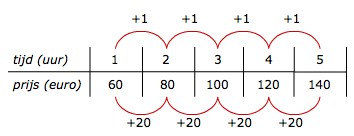 +1 +1 +1 +1
tijd (uur) 1 2 3 4 5
prijs (euro) 60 80 100 120 140
+20 +20 +20 +20